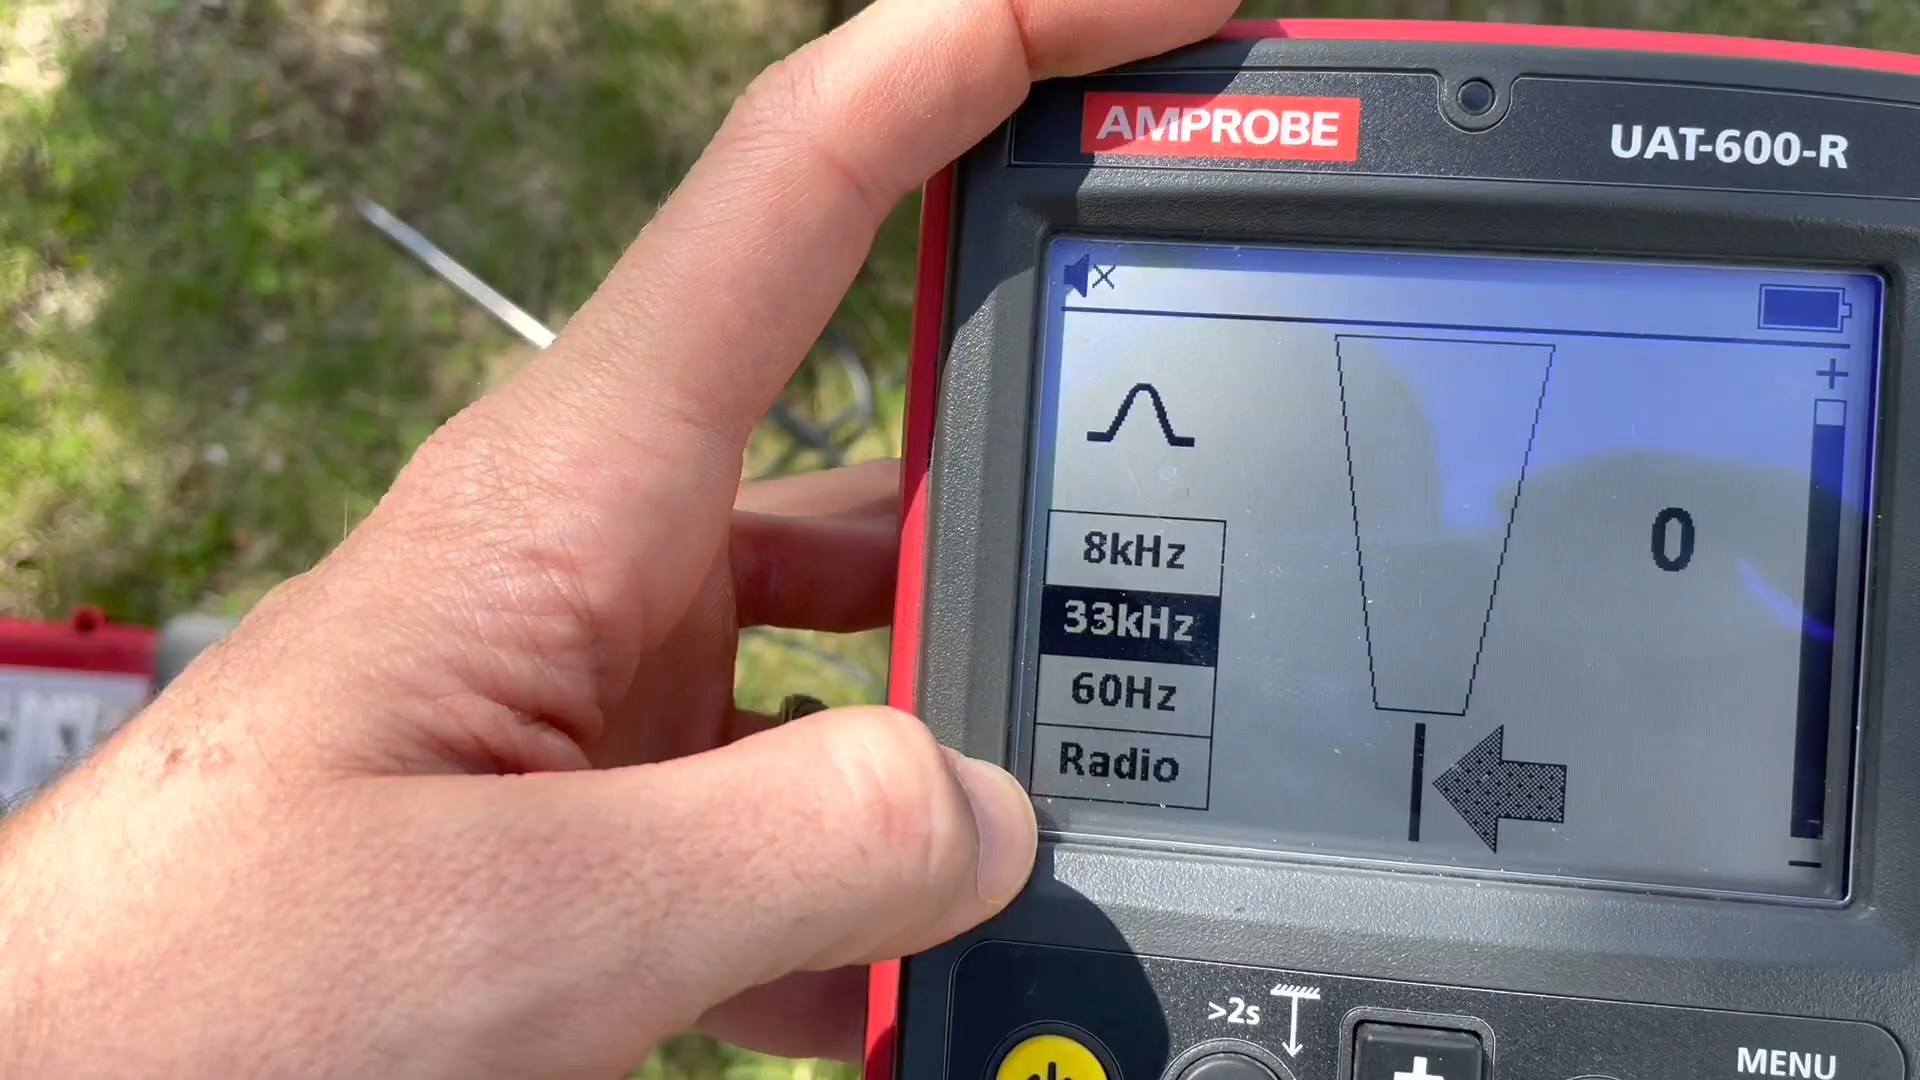 AMPROBE
UAT-600-R
+
8kHz
33kHz
60Hz
Radio
0
−
>2s
+
MENU